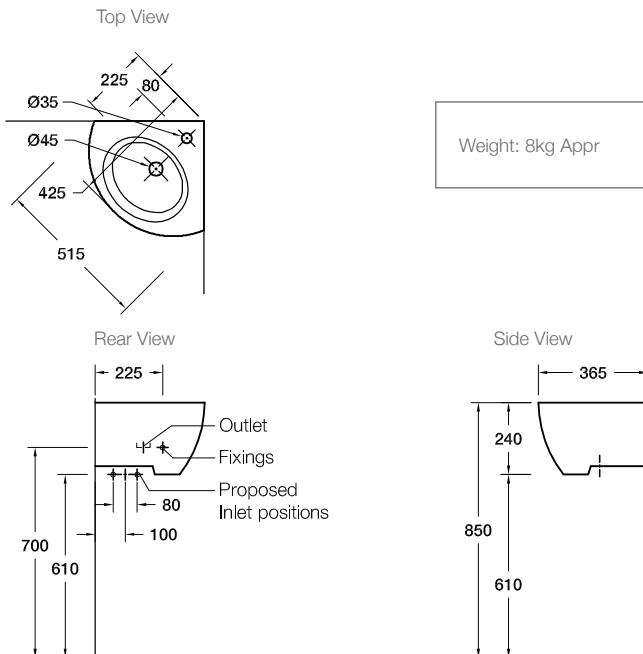 Top View
225
80
Ø35
Ø45
425
515
Weight: 8kg Appr
Rear View
225
Outlet
Fixings
Proposed
Inlet positions
80
100
700
610
Side View
365
240
850
610